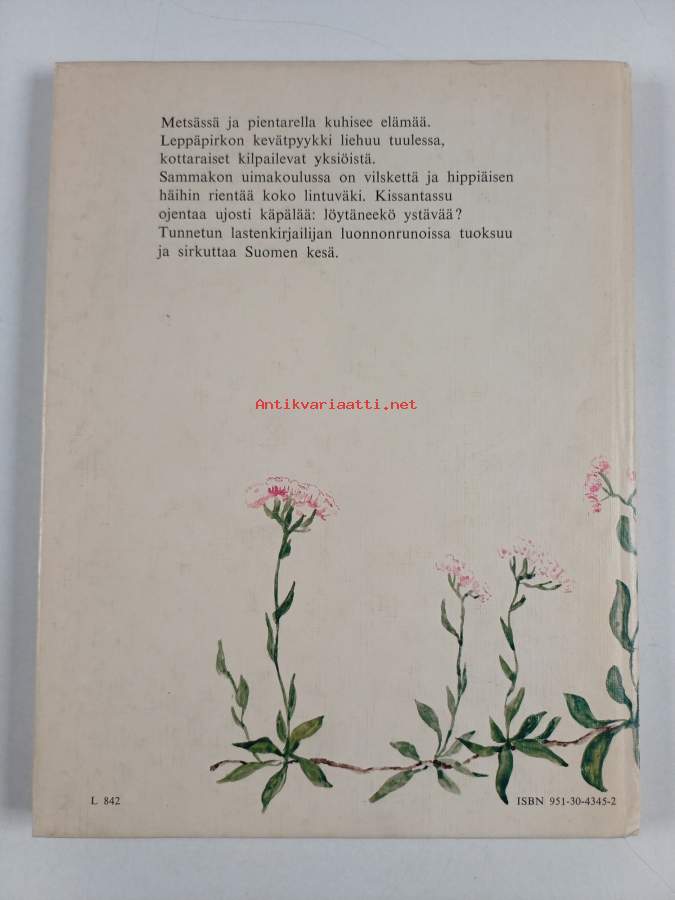 Metsässä ja pientarella kuhisee elämää.
Leppäpirkon kevätpyykki liehuu tuulessa,
kottaraiset kilpailevat yksiöistä.
Sammakon uimakoulussa on vilskettä ja hippiäisen
häihin rientää koko lintuväki. Kissantassu
ojentaa ujosti käpälää: löytäneekö ystävää?
Tunnetun lastenkirjailijan luonnonrunoissa tuoksuu
ja sirkuttaa Suomen kesä.
Antikvariaatti.net
L 842
ISBN 951-30-4345-2